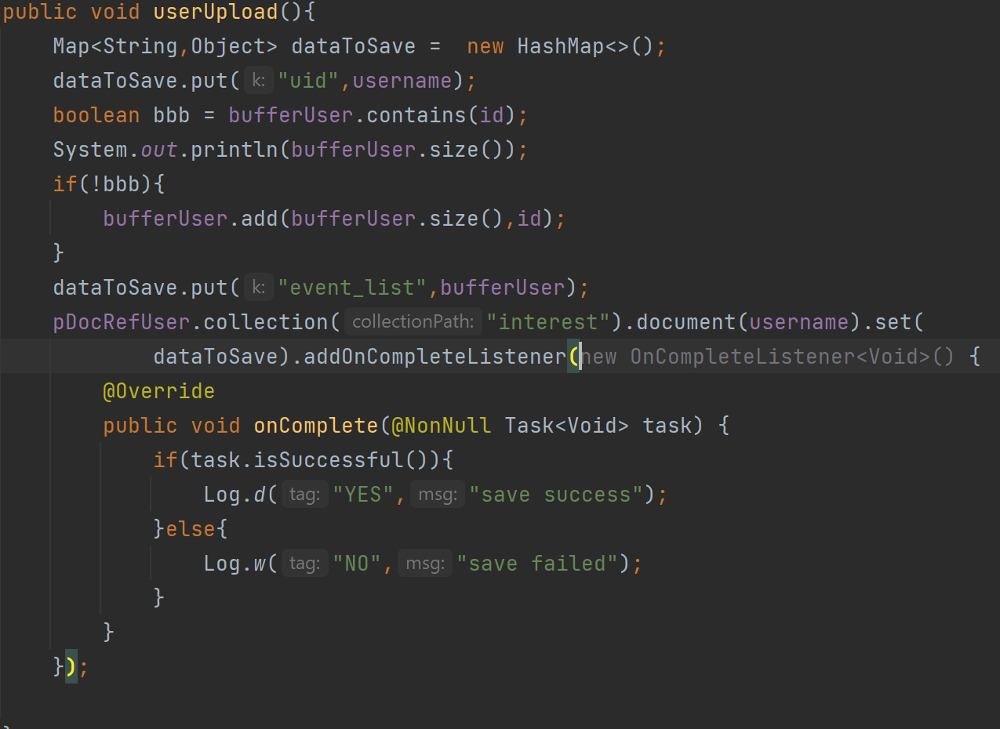 public void userUpload(){
    Map<String,Object> dataToSave =  new HashMap<>();
    dataToSave.put( k: "uid",username);
    boolean bbb = bufferUser.contains(id);
    System.out.println(bufferUser.size());
    if(!bbb){
        bufferUser.add(bufferUser.size(),id);
    }
    dataToSave.put( k: "event_list",bufferUser);
    pDocRefUser.collection( collectionPath: "interest").document(username).set(
            dataToSave).addOnCompleteListener(new OnCompleteListener<Void>() {
        @Override
        public void onComplete(@NonNull Task<Void> task) {
            if(task.isSuccessful()){
                Log.d( tag: "YES", msg: "save success");
            }else{
                Log.w( tag: "NO", msg: "save failed");
            }
        }
    });